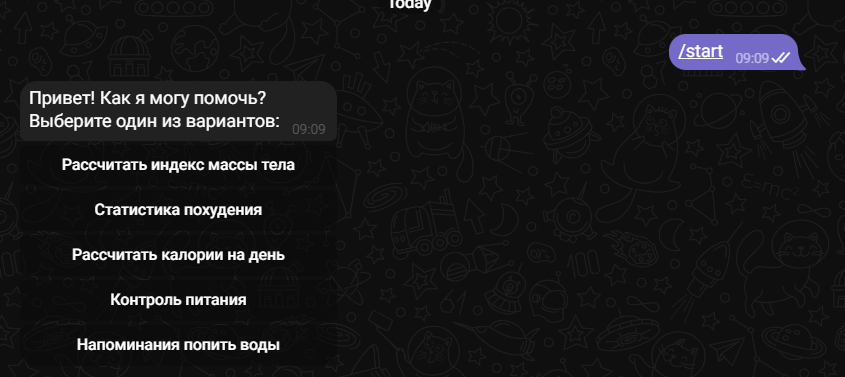 Today
/start
09:09
Привет! Как я могу помочь?
Выберите один из вариантов:
09:09
Рассчитать индекс массы тела
Статистика похудения
Рассчитать калории на день
Контроль питания
Напоминания попить воды